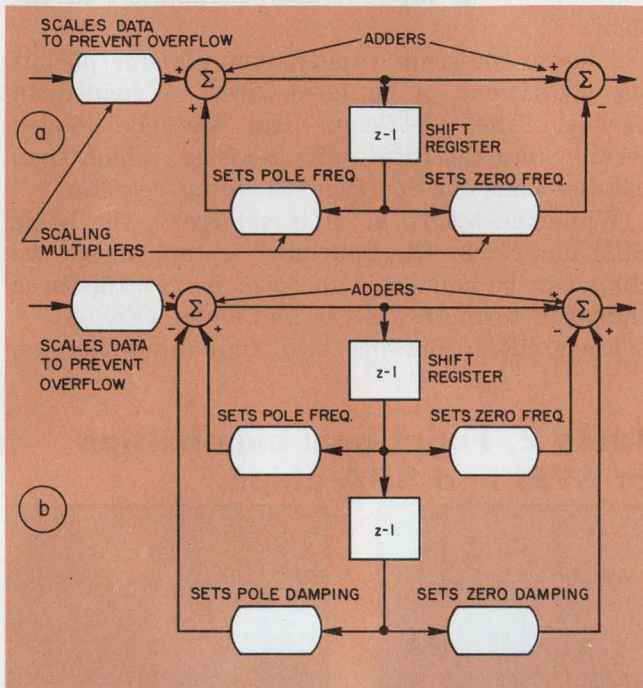 SCALES DATA
TO PREVENT OVERFLOW
ADDERS
+
Σ
+
+
Σ
−
a
z-1
SHIFT
REGISTER
SETS POLE FREQ.
SETS ZERO FREQ.
SCALING
MULTIPLIERS
ADDERS
+
Σ
−
+
+
Σ
−
+
SCALES DATA
TO PREVENT
OVERFLOW
z-1
SHIFT
REGISTER
SETS POLE FREQ.
SETS ZERO FREQ.
b
z-1
SETS POLE DAMPING
SETS ZERO DAMPING